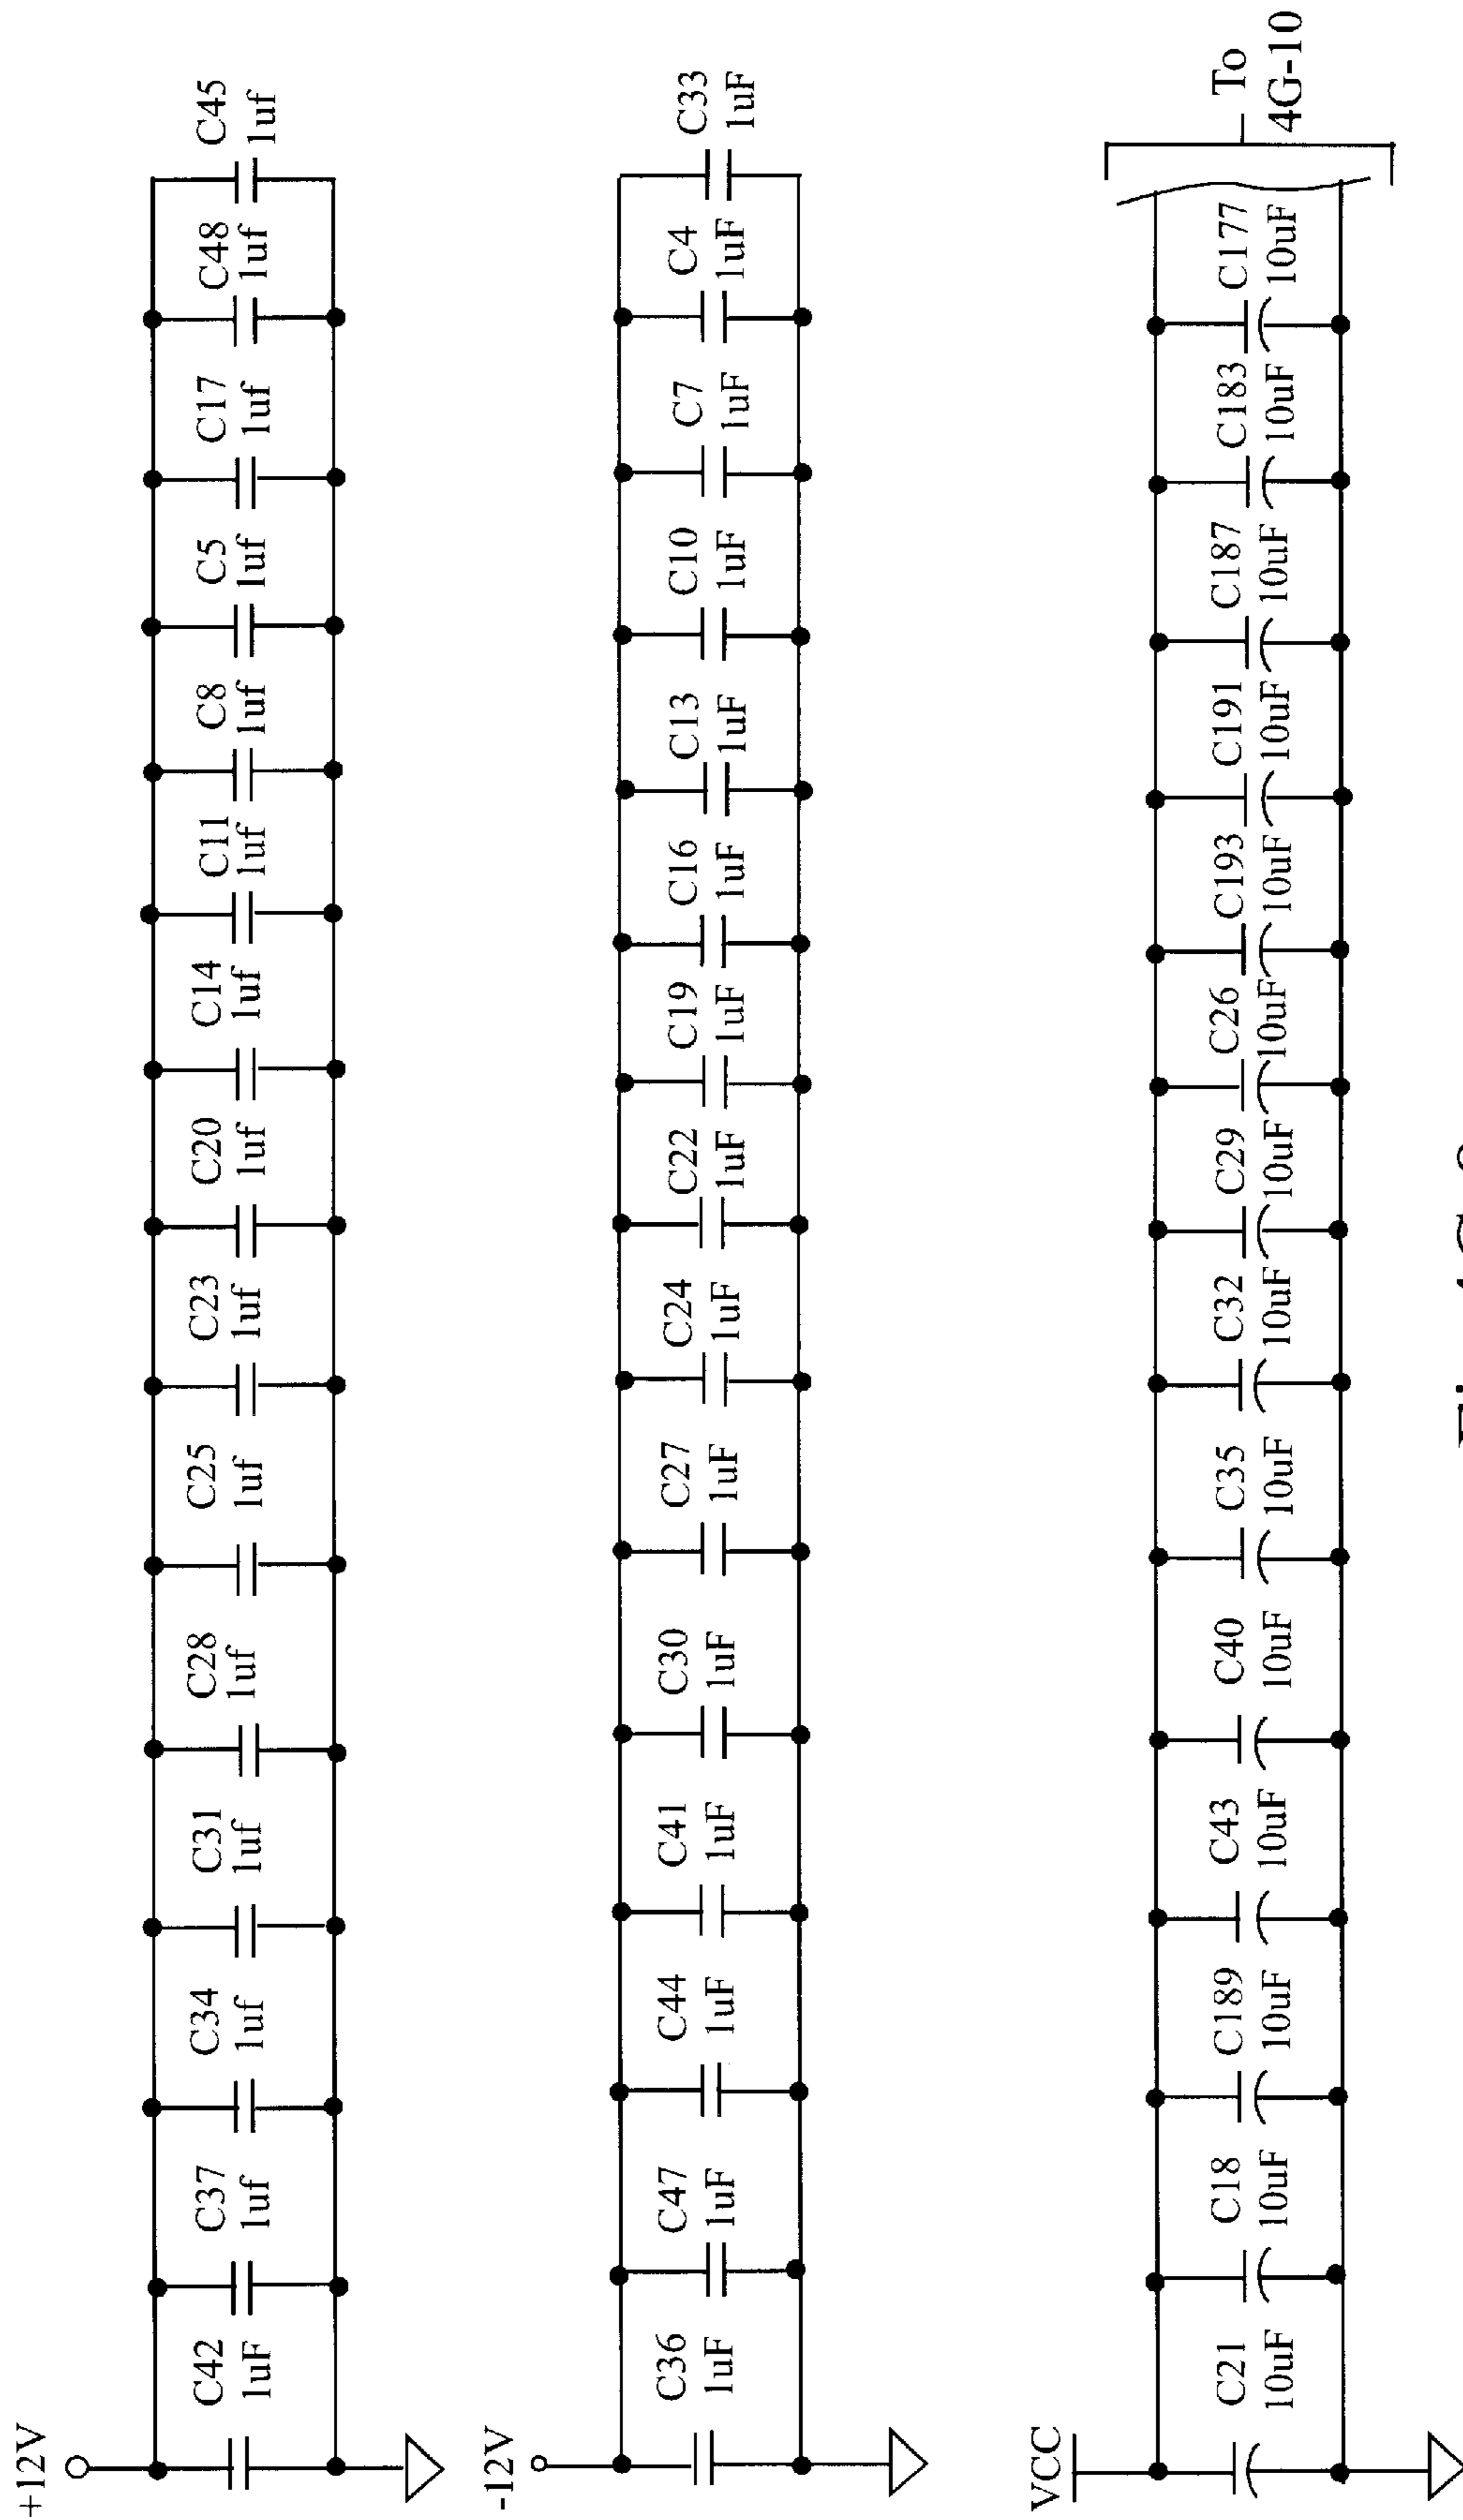 +12V
C42
1uF
C37
1uf
C34
1uf
C31
1uf
C28
1uf
C25
1uf
C23
1uf
C20
1uf
C14
1uf
C11
1uf
C8
1uf
C5
1uf
C17
1uf
C48
1uf
C45
1uf
-12V
C36
1uF
C47
1uF
C44
1uF
C41
1uF
C30
1uF
C27
1uF
C24
1uF
C22
1uF
C19
1uF
C16
1uF
C13
1uF
C10
1uF
C7
1uF
C4
1uF
C33
1uF
VCC
C21
10uF
C18
10uF
C189
10uF
C43
10uF
C40
10uF
C35
10uF
C32
10uF
C29
10uF
C26
10uF
C193
10uF
C191
10uF
C187
10uF
C183
10uF
C177
10uF
To
4G-10